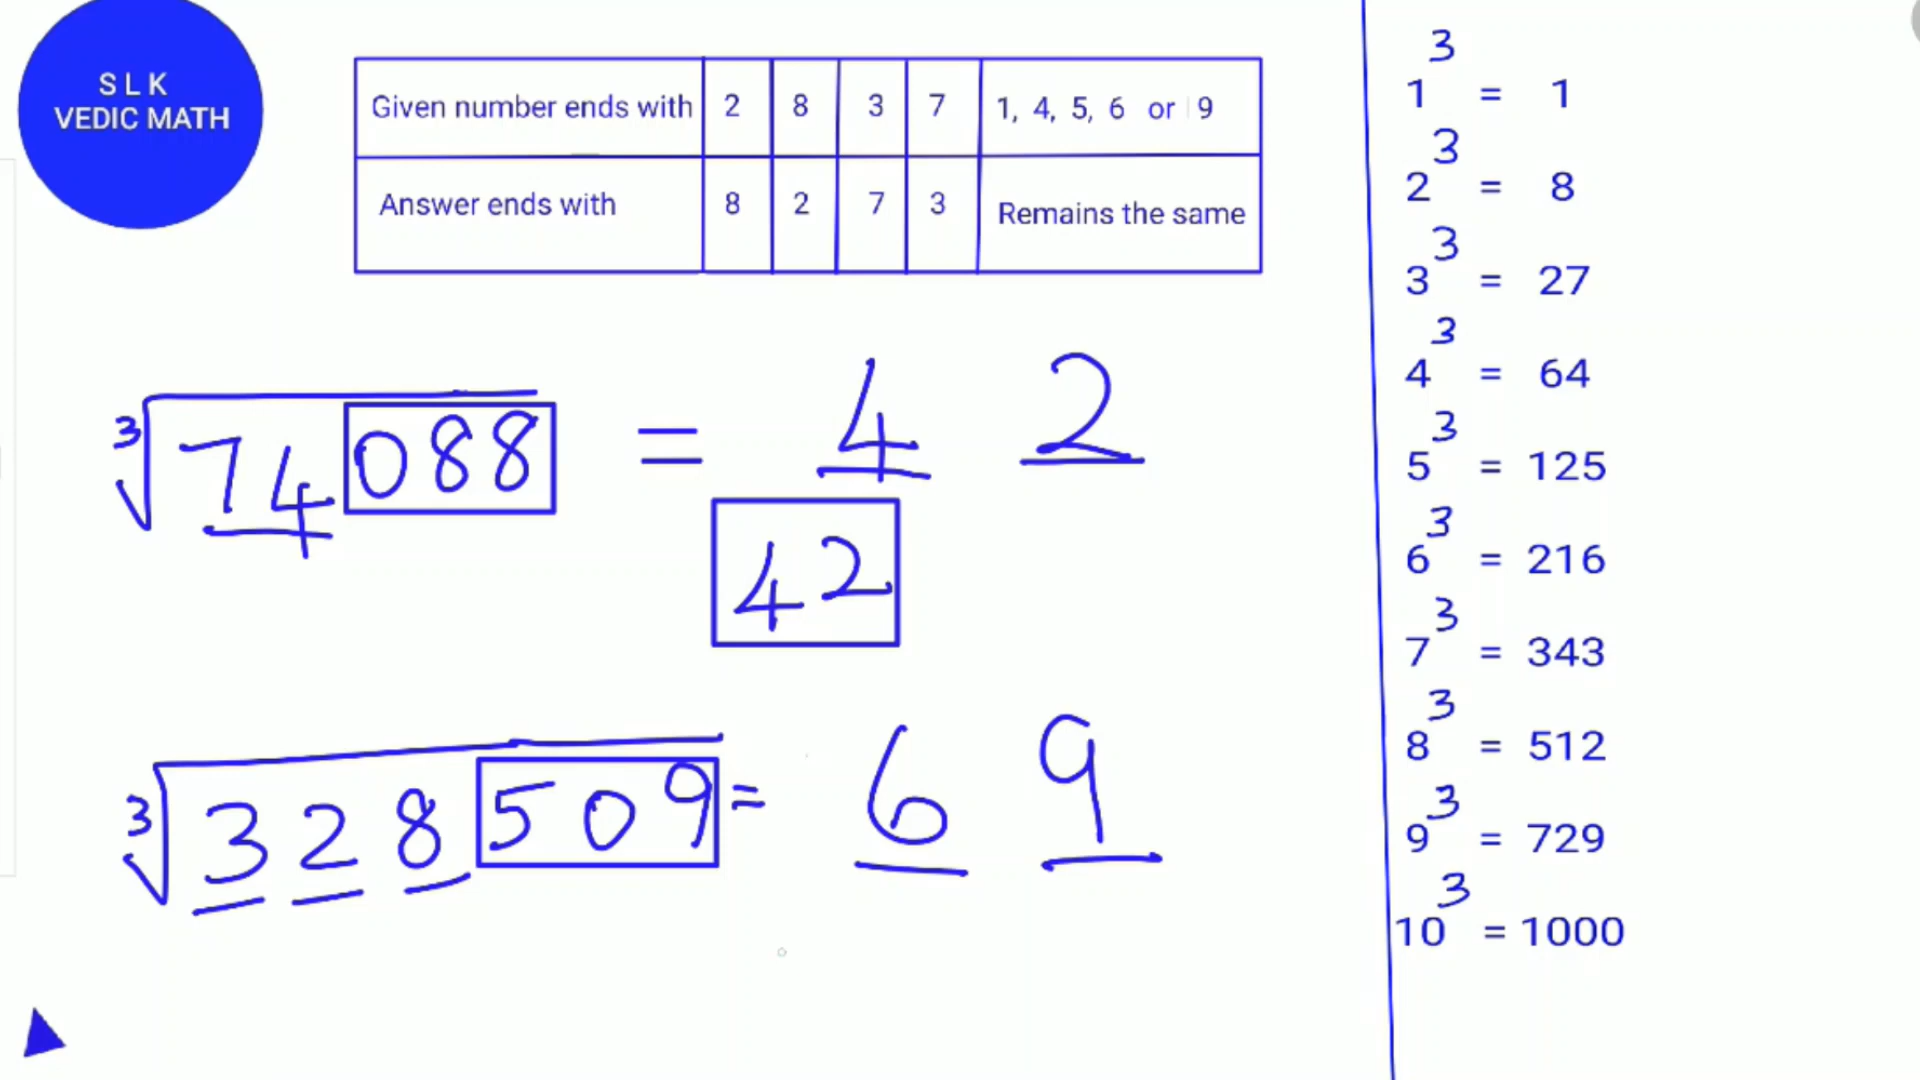 S L K
VEDIC MATH
Given number ends with 2 8 3 7 1, 4, 5, 6 or 9
Answer ends with 8 2 7 3 Remains the same
∛74088 = 4 2
42
∛328509 = 6 9
1³ = 1
2³ = 8
3³ = 27
4³ = 64
5³ = 125
6³ = 216
7³ = 343
8³ = 512
9³ = 729
10³ = 1000